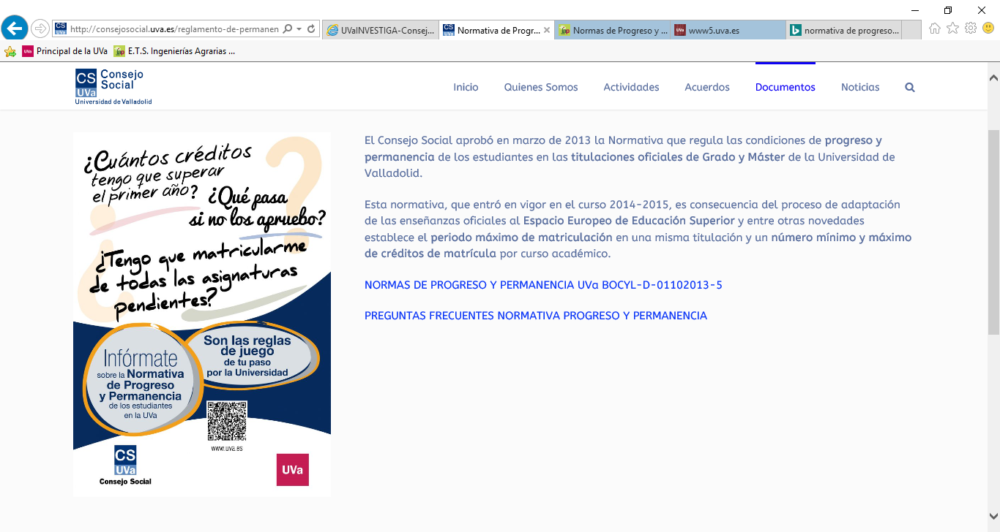 http://consejosocial.uva.es/reglamento-de-permanen
UVaINVESTIGA-Consej...
Normativa de Progr...
Normas de Progreso y ...
www5.uva.es
normativa de progreso...
Principal de la UVa
E.T.S. Ingenierías Agrarias ...
CS UVa
Consejo
Social
Universidad de Valladolid
Inicio
Quienes Somos
Actividades
Acuerdos
Documentos
Noticias
¿Cuántos créditos
tengo que superar
el primer año?
¿Qué pasa
si no los apruebo?
¿Tengo que matricularme
de todas las asignaturas
pendientes?
Infórmate
sobre la Normativa
de Progreso
y Permanencia
de los estudiantes
en la UVa
Son las reglas
de juego
de tu paso
por la Universidad
www.uva.es
CS
UVa
Consejo Social
UVa
El Consejo Social aprobó en marzo de 2013 la Normativa que regula las condiciones de progreso y
permanencia de los estudiantes en las titulaciones oficiales de Grado y Máster de la Universidad de
Valladolid.
Esta normativa, que entró en vigor en el curso 2014-2015, es consecuencia del proceso de adaptación
de las enseñanzas oficiales al Espacio Europeo de Educación Superior y entre otras novedades
establece el periodo máximo de matriculación en una misma titulación y un número mínimo y máximo
de créditos de matrícula por curso académico.
NORMAS DE PROGRESO Y PERMANENCIA UVa BOCYL-D-01102013-5
PREGUNTAS FRECUENTES NORMATIVA PROGRESO Y PERMANENCIA